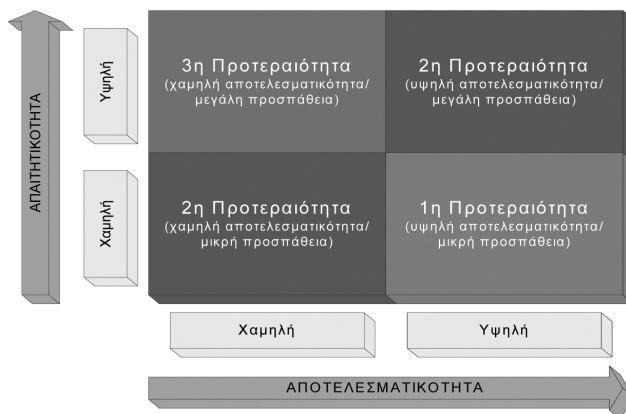 ΑΠΑΙΤΗΤΙΚΟΤΗΤΑ
Υψηλή
Χαμηλή
3η Προτεραιότητα
(χαμηλή αποτελεσματικότητα/
μεγάλη προσπάθεια)
2η Προτεραιότητα
(υψηλή αποτελεσματικότητα/
μεγάλη προσπάθεια)
2η Προτεραιότητα
(χαμηλή αποτελεσματικότητα/
μικρή προσπάθεια)
1η Προτεραιότητα
(υψηλή αποτελεσματικότητα/
μικρή προσπάθεια)
Χαμηλή
Υψηλή
ΑΠΟΤΕΛΕΣΜΑΤΙΚΟΤΗΤΑ